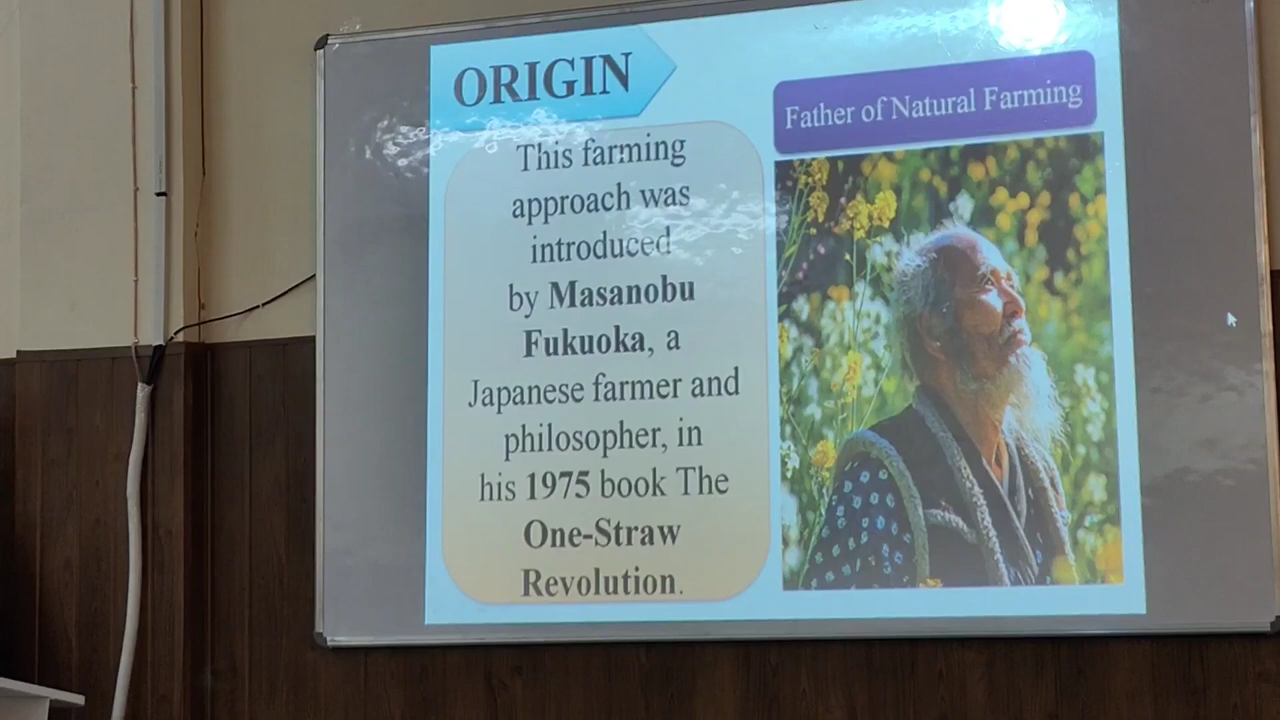 ORIGIN
This farming
approach was
introduced
by Masanobu
Fukuoka, a
Japanese farmer and
philosopher, in
his 1975 book The
One-Straw
Revolution.
Father of Natural Farming